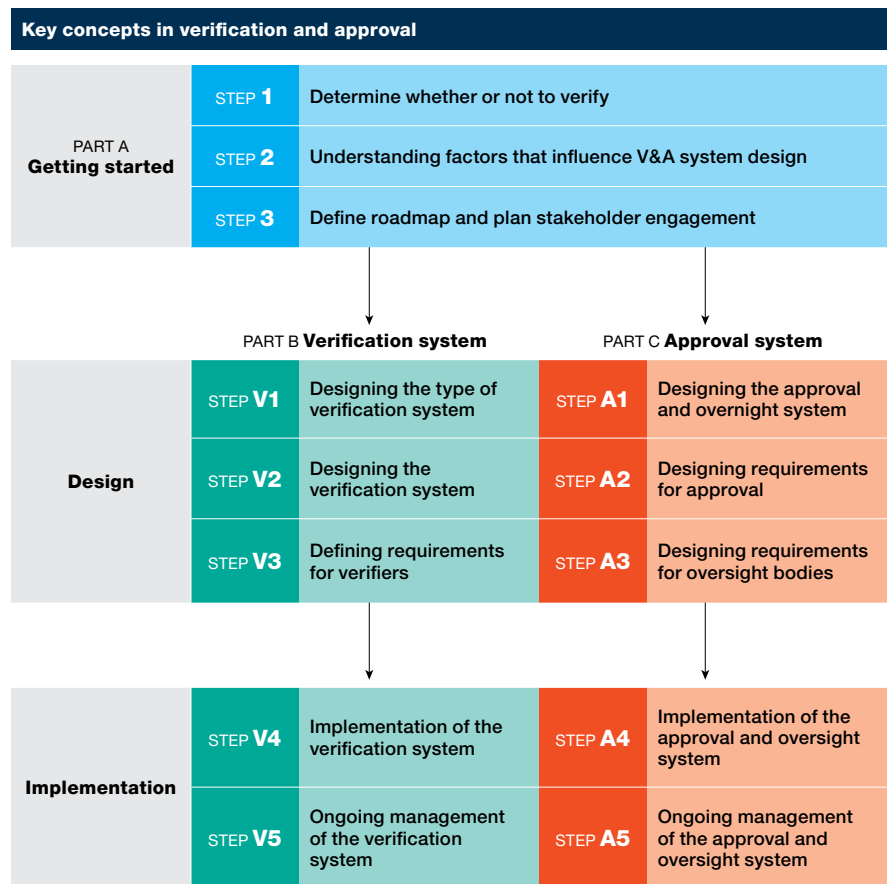 Key concepts in verification and approval
PART A
Getting started
STEP 1
Determine whether or not to verify
STEP 2
Understanding factors that influence V&A system design
STEP 3
Define roadmap and plan stakeholder engagement
PART B Verification system
PART C Approval system
Design
STEP V1
Designing the type of
verification system
STEP A1
Designing the approval
and overnight system
STEP V2
Designing the
verification system
STEP A2
Designing requirements
for approval
STEP V3
Defining requirements
for verifiers
STEP A3
Designing requirements
for oversight bodies
Implementation
STEP V4
Implementation of the
verification system
STEP A4
Implementation of the
approval and oversight
system
STEP V5
Ongoing management
of the verification
system
STEP A5
Ongoing management
of the approval and
oversight system